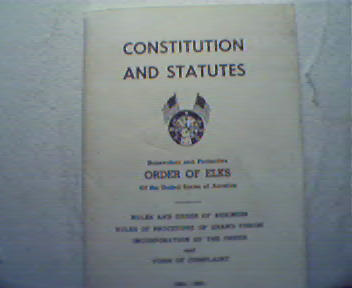 CONSTITUTION
AND STATUTES
Benevolent and Protective
ORDER OF ELKS
Of the United States of America
RULES AND ORDER OF BUSINESS
RULES OF PROCEDURE OF GRAND FORUM
INCORPORATION OF THE ORDER
and
FORM OF COMPLAINT